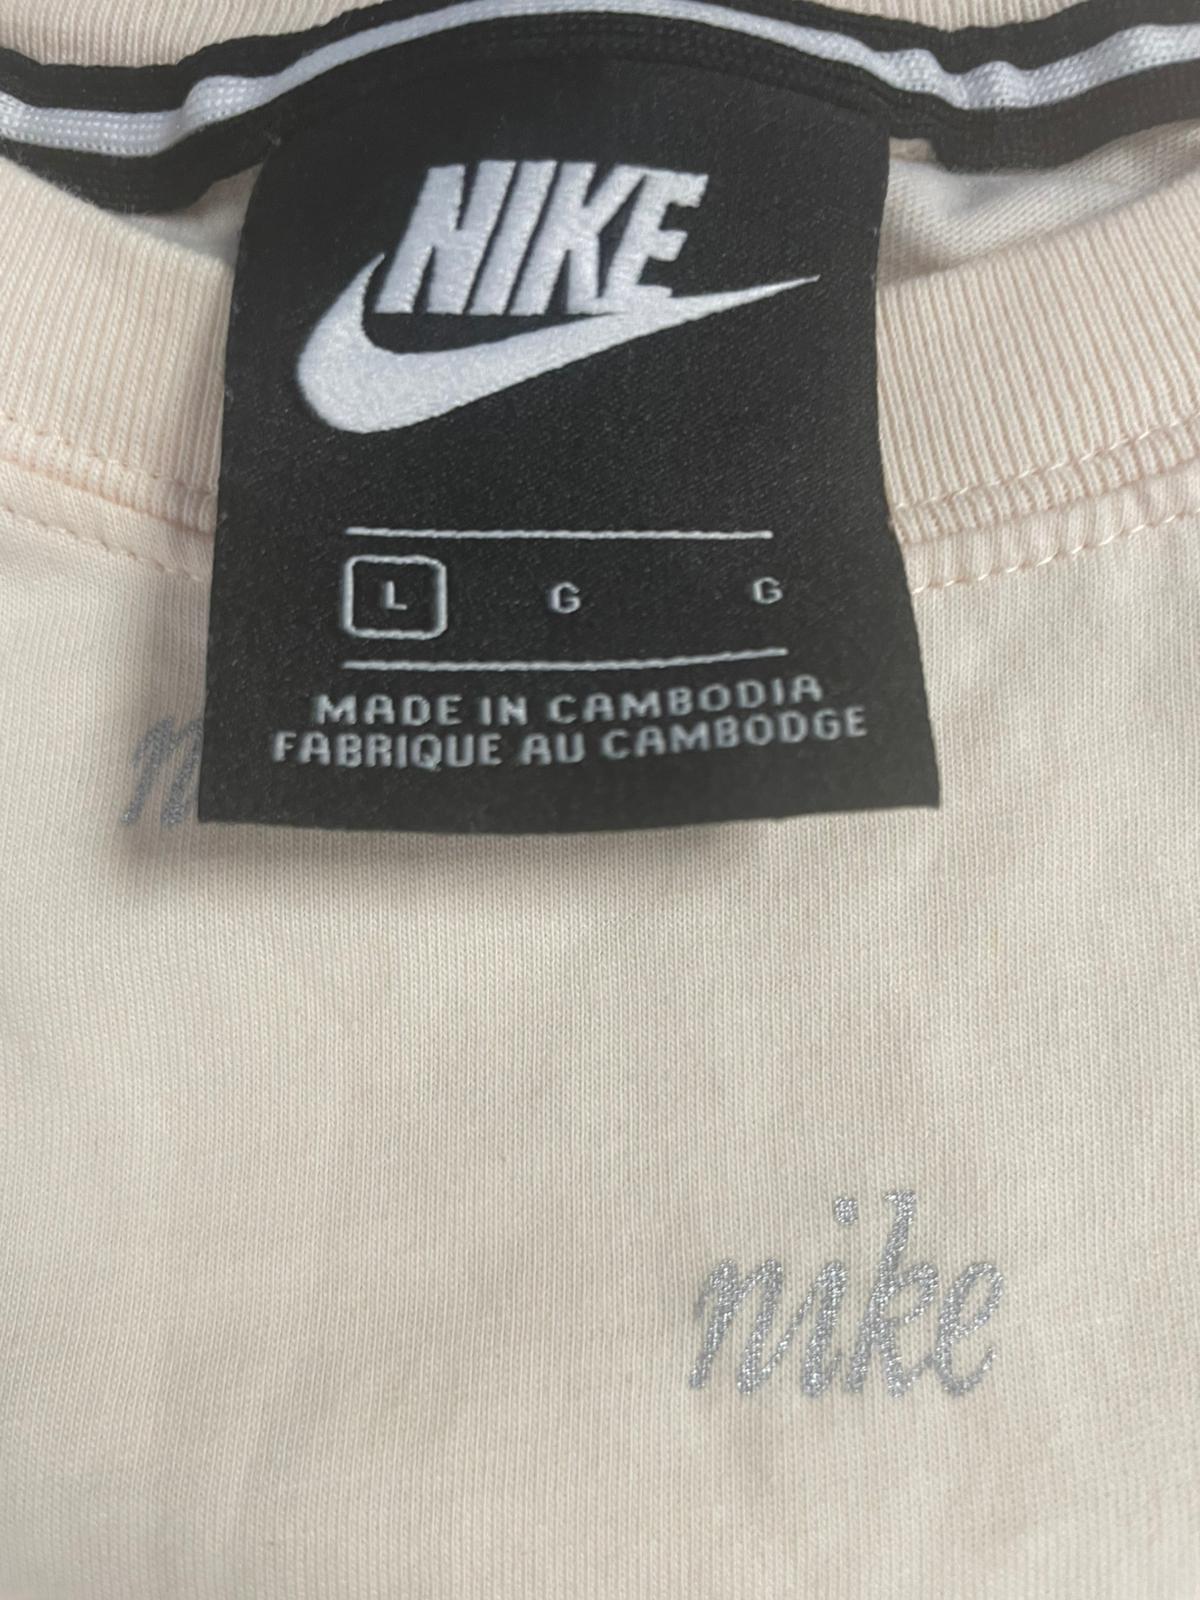 NIKE
L G G
MADE IN CAMBODIA
FABRIQUE AU CAMBODGE
nike